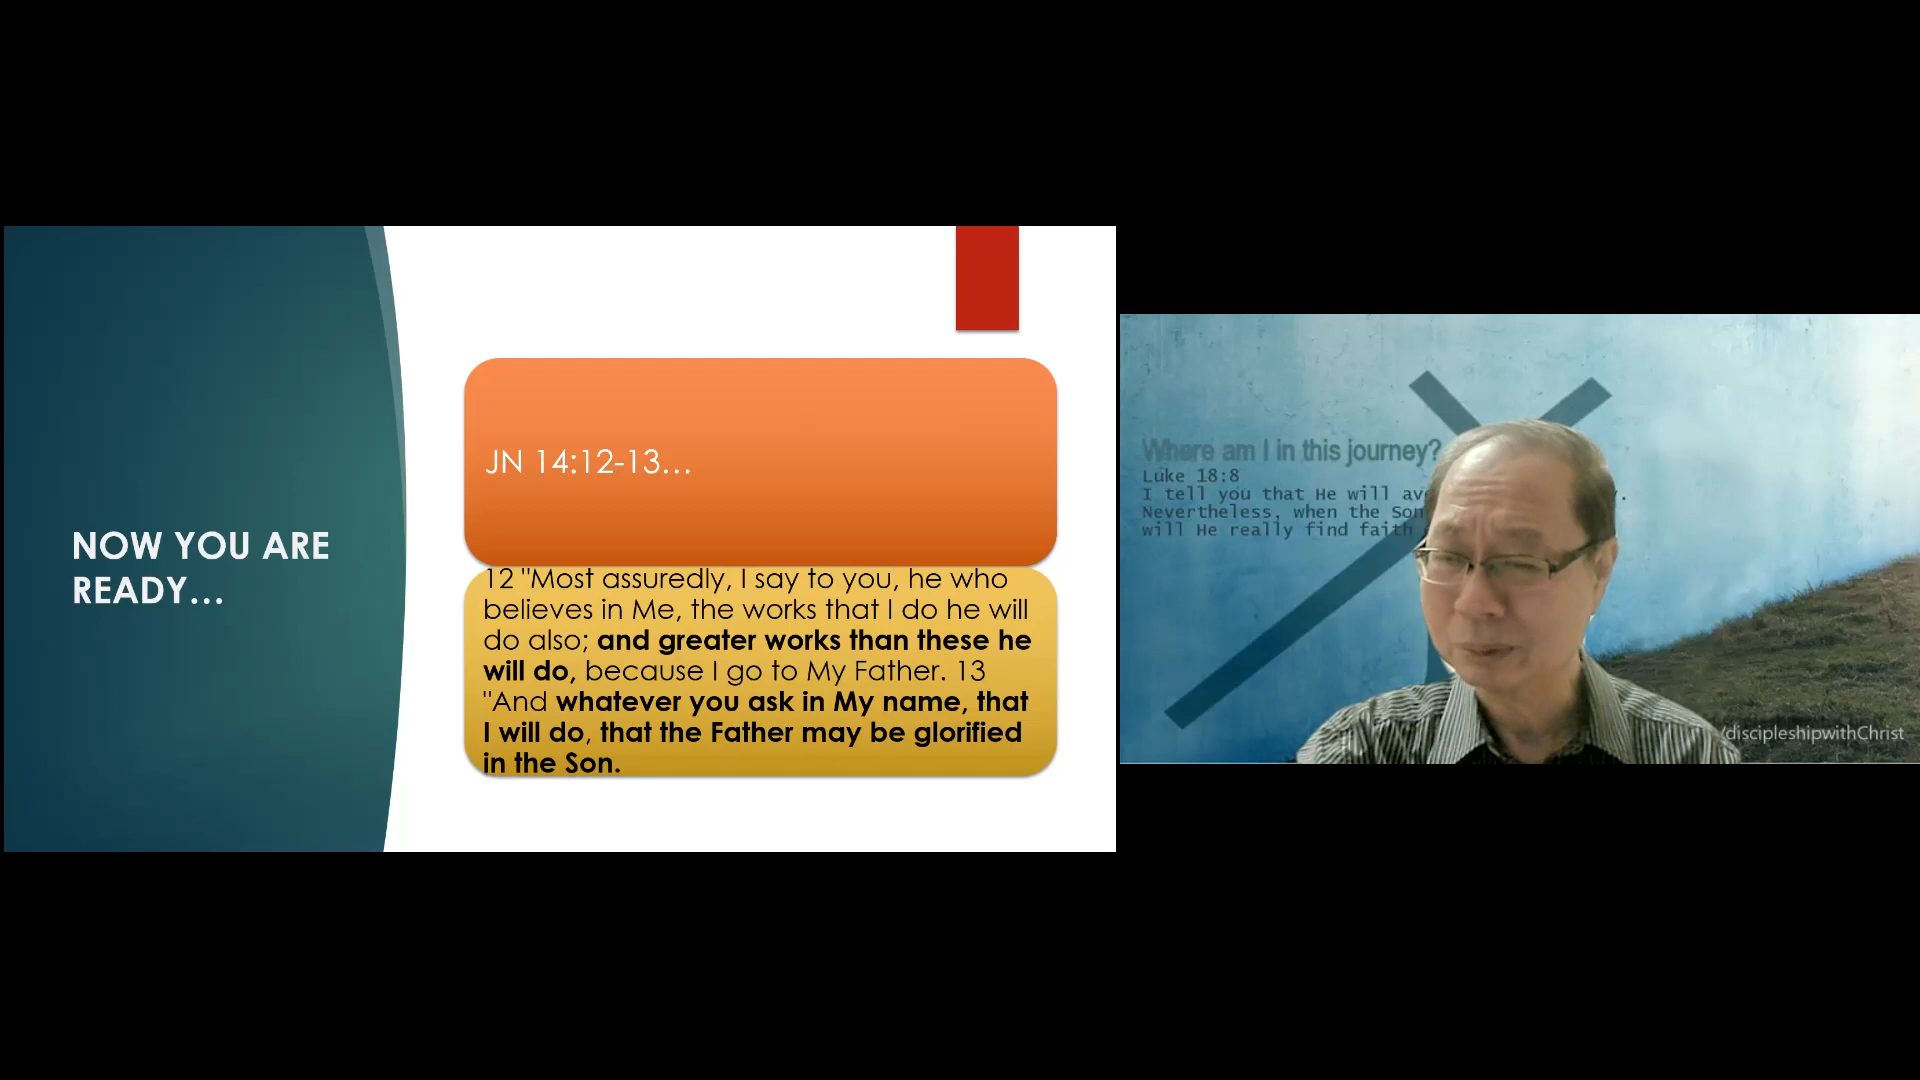 NOW YOU ARE
READY...
JN 14:12-13...
12 "Most assuredly, I say to you, he who
believes in Me, the works that I do he will
do also; and greater works than these he
will do, because I go to My Father. 13
"And whatever you ask in My name, that
I will do, that the Father may be glorified
in the Son.
Where am I in this journey?
Luke 18:8
I tell you that He will
Nevertheless, when the Son
will He really find faith
/discipleshipwithChrist